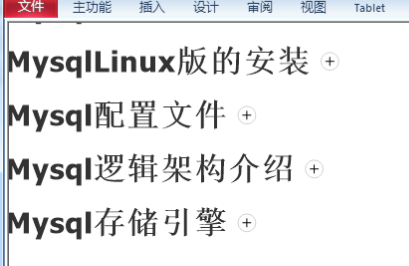 文件 主功能 插入 设计 审阅 视图 Tablet
MysqlLinux版的安装
Mysql配置文件
Mysql逻辑架构介绍
Mysql存储引擎